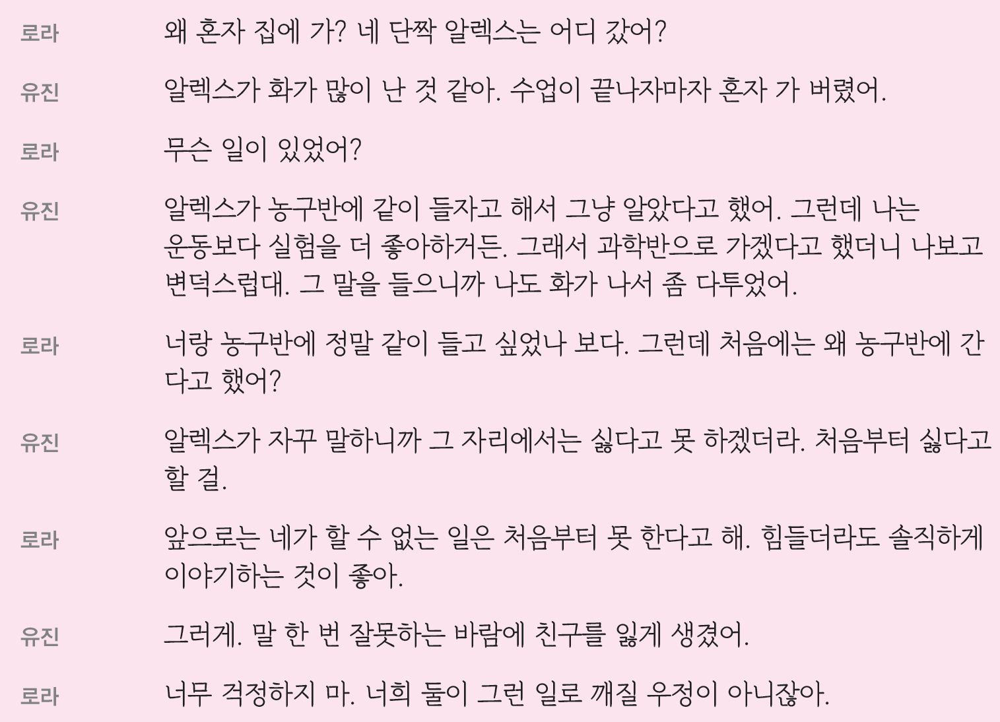 로라 왜 혼자 집에 가? 네 단짝 알렉스는 어디 갔어?
유진 알렉스가 화가 많이 난 것 같아. 수업이 끝나자마자 혼자 가 버렸어.
로라 무슨 일이 있었어?
유진 알렉스가 농구반에 같이 들자고 해서 그냥 알았다고 했어. 그런데 나는
운동보다 실험을 더 좋아하거든. 그래서 과학반으로 가겠다고 했더니 나보고
변덕스럽대. 그 말을 들으니까 나도 화가 나서 좀 다투었어.
로라 너랑 농구반에 정말 같이 들고 싶었나 보다. 그런데 처음에는 왜 농구반에 간
다고 했어?
유진 알렉스가 자꾸 말하니까 그 자리에서는 싫다고 못 하겠더라. 처음부터 싫다고
할 걸.
로라 앞으로는 네가 할 수 없는 일은 처음부터 못 한다고 해. 힘들더라도 솔직하게
이야기하는 것이 좋아.
유진 그러게. 말 한 번 잘못하는 바람에 친구를 잃게 생겼어.
로라 너무 걱정하지 마. 너희 둘이 그런 일로 깨질 우정이 아니잖아.